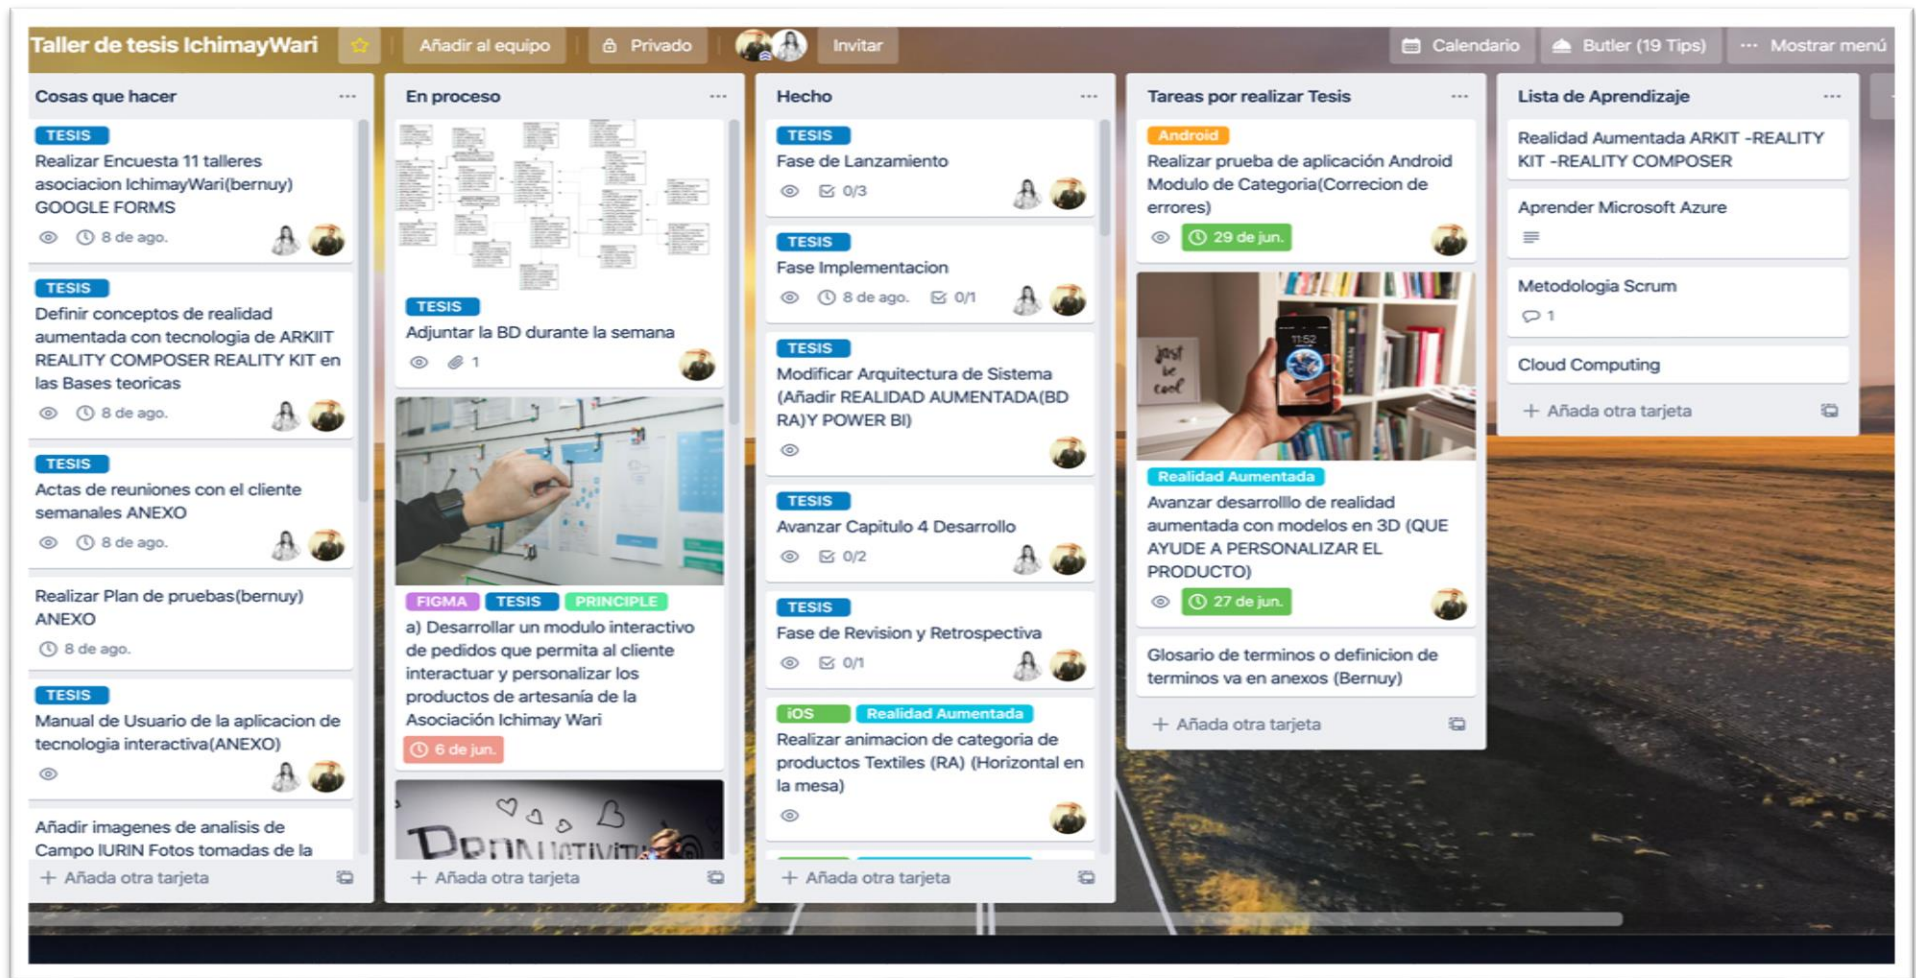 Taller de tesis IchimayWari
Añadir al equipo
Privado
Invitar
Calendario
Butler (19 Tips)
Mostrar menú
Cosas que hacer
TESIS
Realizar Encuesta 11 talleres
asociacion IchimayWari(bernuy)
GOOGLE FORMS
8 de ago.
TESIS
Definir conceptos de realidad
aumentada con tecnologia de ARKIIT
REALITY COMPOSER REALITY KIT en
las Bases teoricas
8 de ago.
TESIS
Actas de reuniones con el cliente
semanales ANEXO
8 de ago.
Realizar Plan de pruebas(bernuy)
ANEXO
8 de ago.
TESIS
Manual de Usuario de la aplicacion de
tecnologia interactiva(ANEXO)
Añadir imagenes de analisis de
Campo lURIN Fotos tomadas de la
+ Añada otra tarjeta
En proceso
TESIS
Adjuntar la BD durante la semana
1
FIGMA TESIS PRINCIPLE
a) Desarrollar un modulo interactivo
de pedidos que permita al cliente
interactuar y personalizar los
productos de artesanía de la
Asociación Ichimay Wari
6 de jun.
PRODUCTIVITY
+ Añada otra tarjeta
Hecho
TESIS
Fase de Lanzamiento
0/3
TESIS
Fase Implementacion
8 de ago. 0/1
TESIS
Modificar Arquitectura de Sistema
(Añadir REALIDAD AUMENTADA(BD
RA)Y POWER BI)
TESIS
Avanzar Capitulo 4 Desarrollo
0/2
TESIS
Fase de Revision y Retrospectiva
0/1
iOS Realidad Aumentada
Realizar animacion de categoria de
productos Textiles (RA) (Horizontal en
la mesa)
+ Añada otra tarjeta
Tareas por realizar Tesis
Android
Realizar prueba de aplicación Android
Modulo de Categoria(Correcion de
errores)
29 de jun.
just
be
cool
11:52
Realidad Aumentada
Avanzar desarrolllo de realidad
aumentada con modelos en 3D (QUE
AYUDE A PERSONALIZAR EL
PRODUCTO)
27 de jun.
Glosario de terminos o definicion de
terminos va en anexos (Bernuy)
+ Añada otra tarjeta
Lista de Aprendizaje
Realidad Aumentada ARKIT -REALITY
KIT -REALITY COMPOSER
Aprender Microsoft Azure
Metodologia Scrum
1
Cloud Computing
+ Añada otra tarjeta